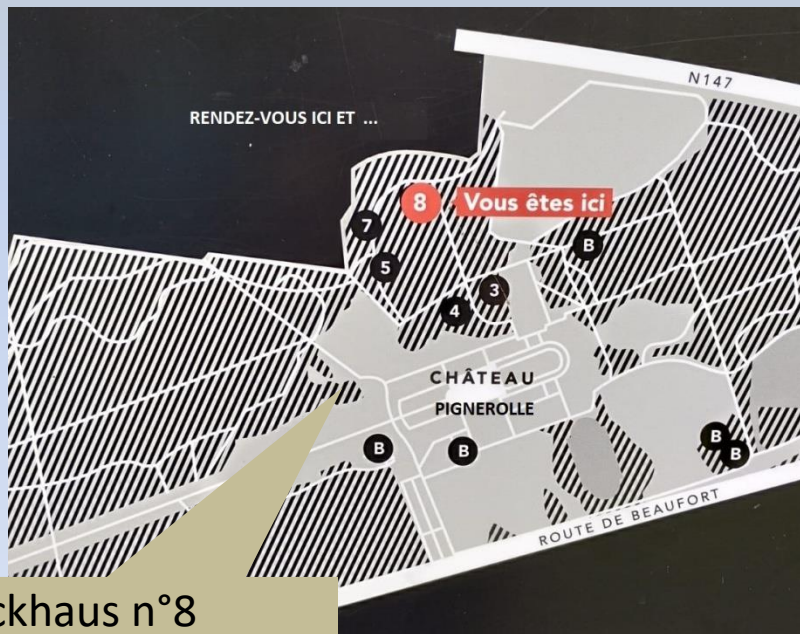 N147
RENDEZ-VOUS ICI ET ...
8 Vous êtes ici
7
B
5
3
4
CHÂTEAU
PIGNEROLLE
B
B
B
B
ROUTE DE BEAUFORT
n°8